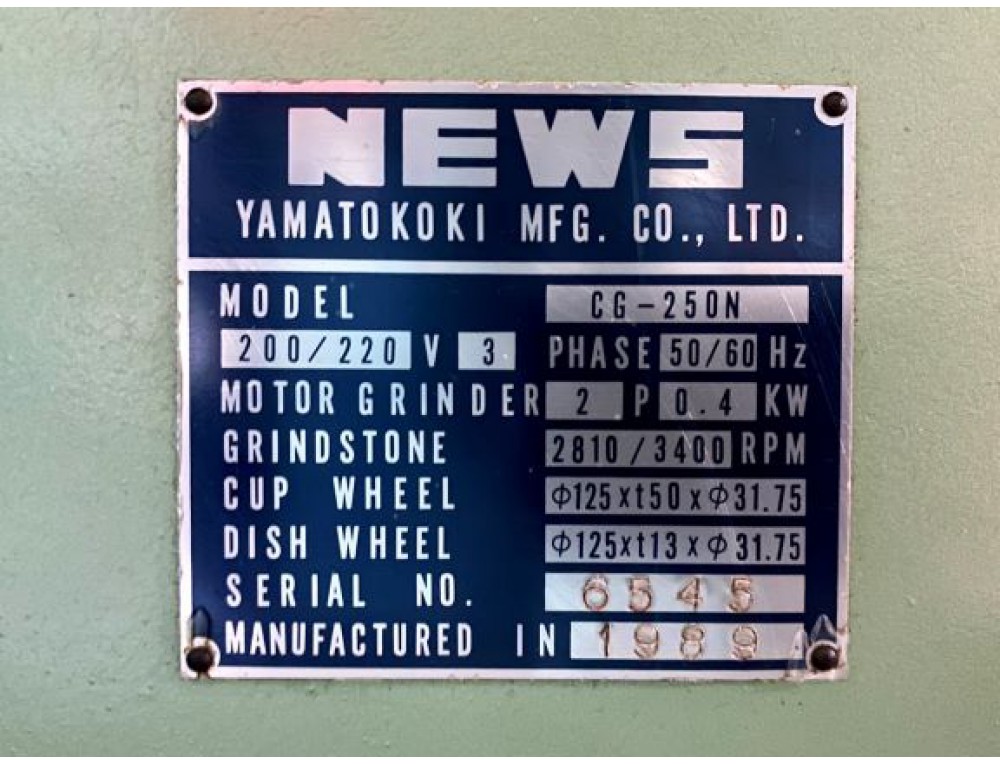 NEWS
YAMATO KOKI MFG. CO., LTD.
MODEL CG-250N
200/220 V 3 PHASE 50/60 Hz
MOTOR GRINDER 2 P 0.4 KW
GRINDSTONE 2810/3400 RPM
CUP WHEEL φ125xt50xφ31.75
DISH WHEEL φ125xt13xφ31.75
SERIAL NO. 6545
MANUFACTURED IN 1989